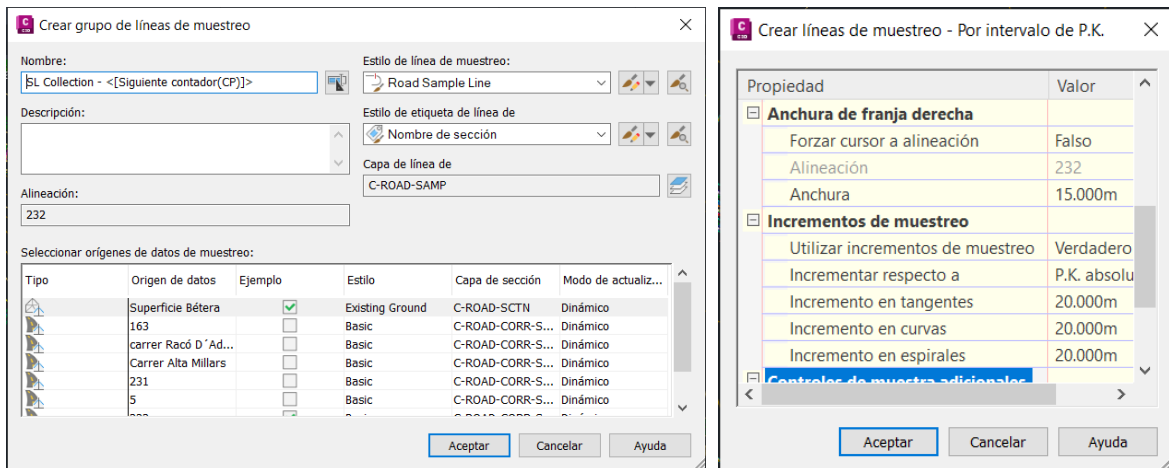 Crear grupo de líneas de muestreo
Nombre:
SL Collection - <[Siguiente contador(CP)]>
Descripción:
Alineación:
232
Estilo de línea de muestreo:
Road Sample Line
Estilo de etiqueta de línea de
Nombre de sección
Capa de línea de
C-ROAD-SAMP
Seleccionar orígenes de datos de muestreo:
Tipo Origen de datos Ejemplo Estilo Capa de sección Modo de actualiz...
Superficie Bétera Existing Ground C-ROAD-SCTN Dinámico
163 Basic C-ROAD-CORR-S... Dinámico
carrer Racó D´Ad... Basic C-ROAD-CORR-S... Dinámico
Carrer Alta Millars Basic C-ROAD-CORR-S... Dinámico
231 Basic C-ROAD-CORR-S... Dinámico
5 Basic C-ROAD-CORR-S... Dinámico
Aceptar Cancelar Ayuda
Crear líneas de muestreo - Por intervalo de P.K.
Propiedad Valor
Anchura de franja derecha
Forzar cursor a alineación Falso
Alineación 232
Anchura 15.000m
Incrementos de muestreo
Utilizar incrementos de muestreo Verdadero
Incrementar respecto a P.K. absolu
Incremento en tangentes 20.000m
Incremento en curvas 20.000m
Incremento en espirales 20.000m
Controles de muestra adicionales
Aceptar Cancelar Ayuda